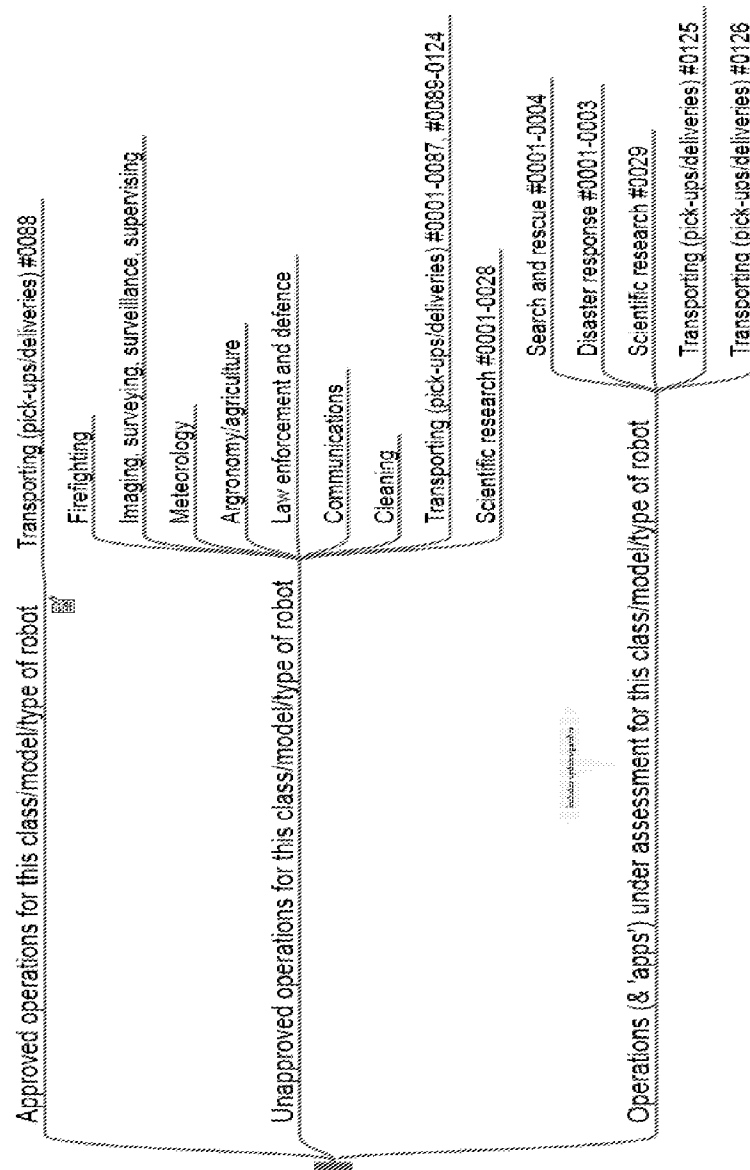 Approved operations for this class/model/type of robot
Transporting (pick-ups/deliveries) #0088
Unapproved operations for this class/model/type of robot
Firefighting
Imaging, surveying, surveillance, supervising
Meteorology
Argronomy/agriculture
Law enforcement and defence
Communications
Cleaning
Transporting (pick-ups/deliveries) #0001-0087, #0089-0124
Scientific research #0001-0028
Operations (& 'apps') under assessment for this class/model/type of robot
Search and rescue #0001-0004
Disaster response #0001-0003
Scientific research #0029
Transporting (pick-ups/deliveries) #0125
Transporting (pick-ups/deliveries) #0126